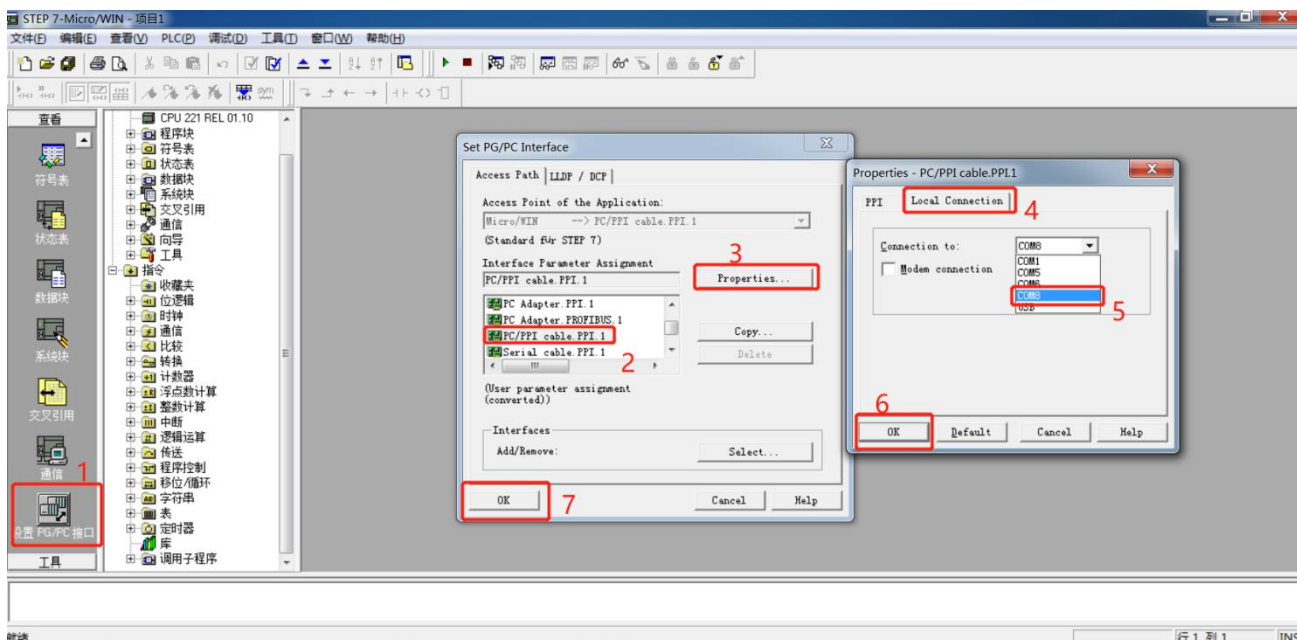 STEP 7-Micro/WIN - 项目1
文件(F) 编辑(E) 查看(V) PLC(P) 调试(D) 工具(T) 窗口(W) 帮助(H)
sym
查看
符号表
状态表
数据块
系统块
交叉引用
通信
1
设置 PG/PC 接口
工具
CPU 221 REL 01.10
程序块
符号表
状态表
数据块
系统块
交叉引用
通信
向导
工具
指令
收藏夹
位逻辑
时钟
通信
比较
转换
计数器
浮点数计算
整数计算
中断
逻辑运算
传送
程序控制
移位/循环
字符串
表
定时器
库
调用子程序
Set PG/PC Interface
Access Path LLDP / DCP
Access Point of the Application:
Micro/WIN --> PC/PPI cable.PPI.1
(Standard für STEP 7)
Interface Parameter Assignment
PC/PPI cable.PPI.1
3
Properties...
PC Adapter.PPI.1
PC Adapter.PROFIBUS.1
PC/PPI cable.PPI.1
Serial cable.PPI.1
2
Copy...
Delete
(User parameter assignment
(converted))
Interfaces
Add/Remove:
Select...
OK
7
Cancel
Help
Properties - PC/PPI cable.PPI.1
PPI Local Connection
4
Connection to:
COM8
Modem connection
COM1
COM5
COM6
COM8
USB
5
6
OK Default Cancel Help
就绪
行 1, 列 1
INS